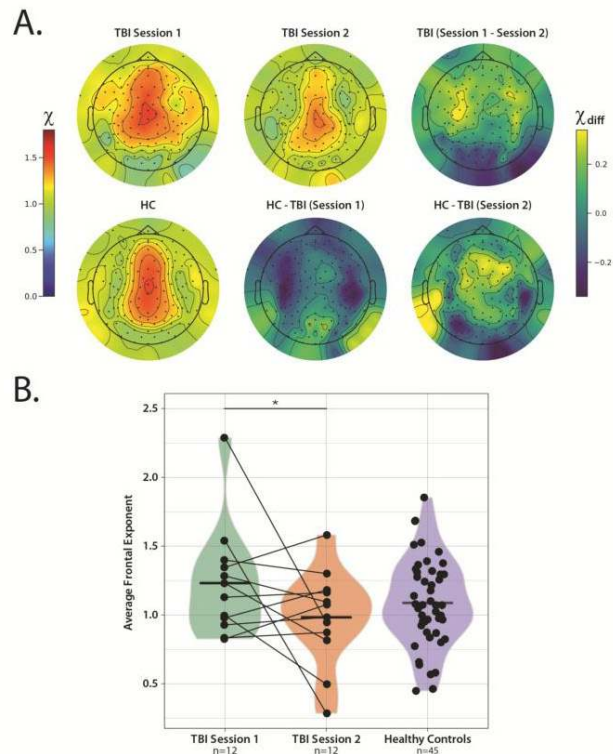 A.
TBI Session 1
TBI Session 2
TBI (Session 1 - Session 2)
χ
1.5
1.0
0.5
0.0
χdiff
0.2
0.0
−0.2
HC
HC - TBI (Session 1)
HC - TBI (Session 2)
B.
*
Average Frontal Exponent
2.5
2.0
1.5
1.0
0.5
TBI Session 1
n=12
TBI Session 2
n=12
Healthy Controls
n=45